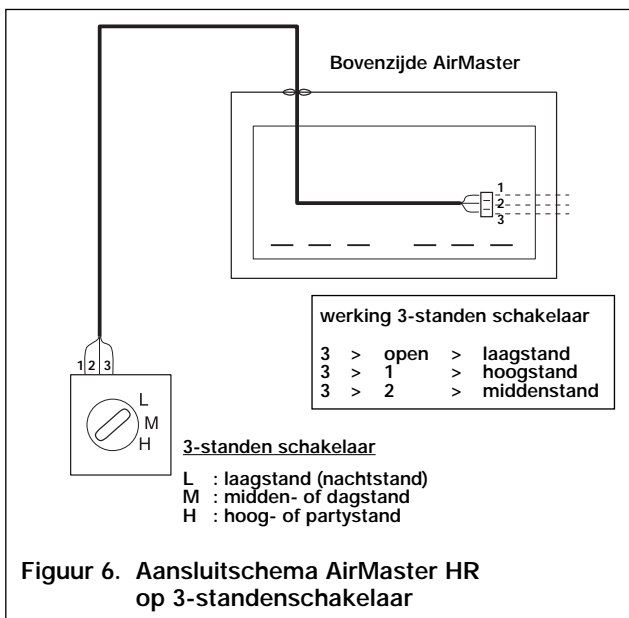 Bovenzijde AirMaster
1
2
3
werking 3-standen schakelaar
3 > open > laagstand
3 > 1 > hoogstand
3 > 2 > middenstand
1 2 3
L
M
H
3-standen schakelaar
L : laagstand (nachtstand)
M : midden- of dagstand
H : hoog- of partystand
Figuur 6. Aansluitschema AirMaster HR
op 3-standenschakelaar